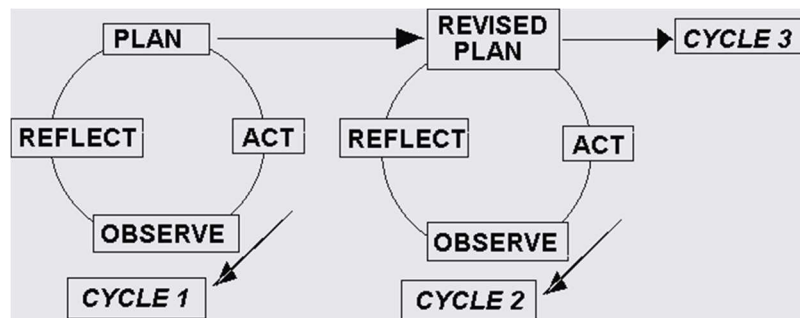 PLAN
REVISED
PLAN
CYCLE 3
REFLECT
ACT
REFLECT
ACT
OBSERVE
OBSERVE
CYCLE 1
CYCLE 2